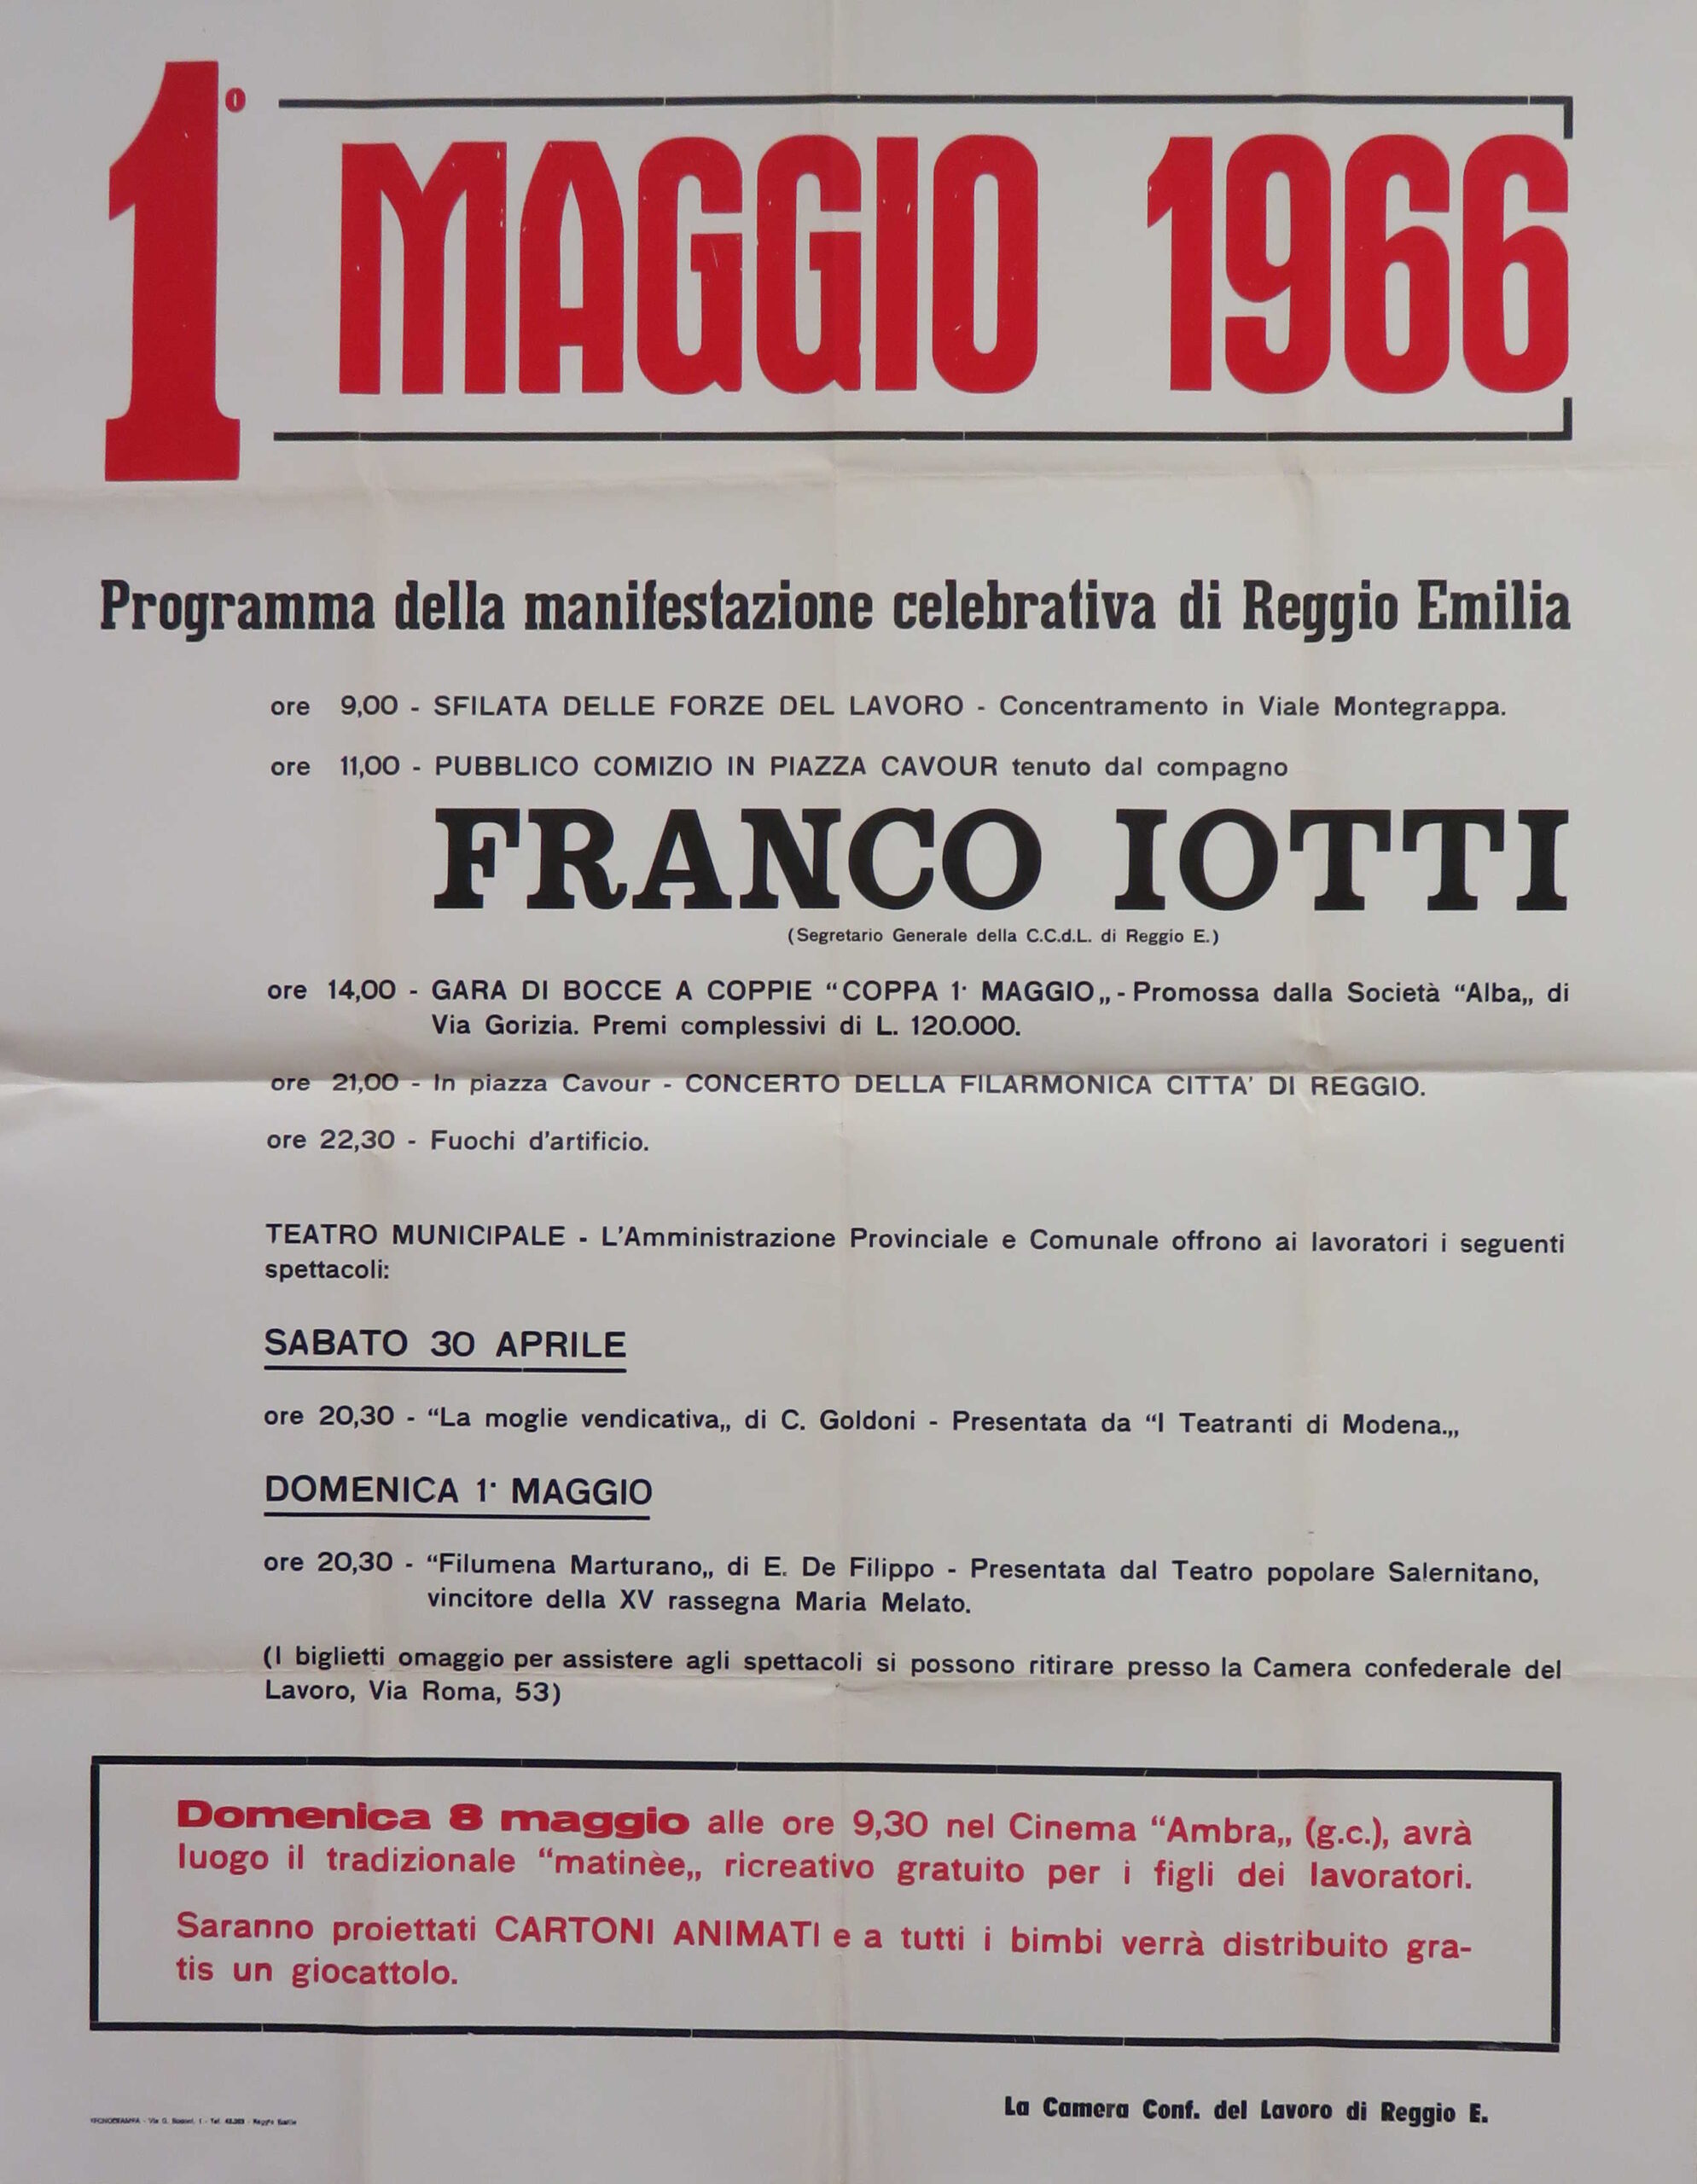 1º MAGGIO 1966
Programma della manifestazione celebrativa di Reggio Emilia
ore 9,00 - SFILATA DELLE FORZE DEL LAVORO - Concentramento in Viale Montegrappa.
ore 11,00 - PUBBLICO COMIZIO IN PIAZZA CAVOUR tenuto dal compagno
FRANCO IOTTI
(Segretario Generale della C.C.d.L. di Reggio E.)
ore 14,00 - GARA DI BOCCE A COPPIE “COPPA 1· MAGGIO„ - Promossa dalla Società “Alba„ di
Via Gorizia. Premi complessivi di L. 120.000.
ore 21,00 - In piazza Cavour - CONCERTO DELLA FILARMONICA CITTA' DI REGGIO.
ore 22,30 - Fuochi d'artificio.
TEATRO MUNICIPALE - L'Amministrazione Provinciale e Comunale offrono ai lavoratori i seguenti
spettacoli:
SABATO 30 APRILE
ore 20,30 - “La moglie vendicativa„ di C. Goldoni - Presentata da “I Teatranti di Modena.„
DOMENICA 1· MAGGIO
ore 20,30 - “Filumena Marturano„ di E. De Filippo - Presentata dal Teatro popolare Salernitano,
vincitore della XV rassegna Maria Melato.
(I biglietti omaggio per assistere agli spettacoli si possono ritirare presso la Camera confederale del
Lavoro, Via Roma, 53)
Domenica 8 maggio alle ore 9,30 nel Cinema “Ambra„ (g.c.), avrà
luogo il tradizionale “matinèe„ ricreativo gratuito per i figli dei lavoratori.
Saranno proiettati CARTONI ANIMATI e a tutti i bimbi verrà distribuito gra-
tis un giocattolo.
La Camera Conf. del Lavoro di Reggio E.
Via G. 1 - Tel. - Reggio Emilia